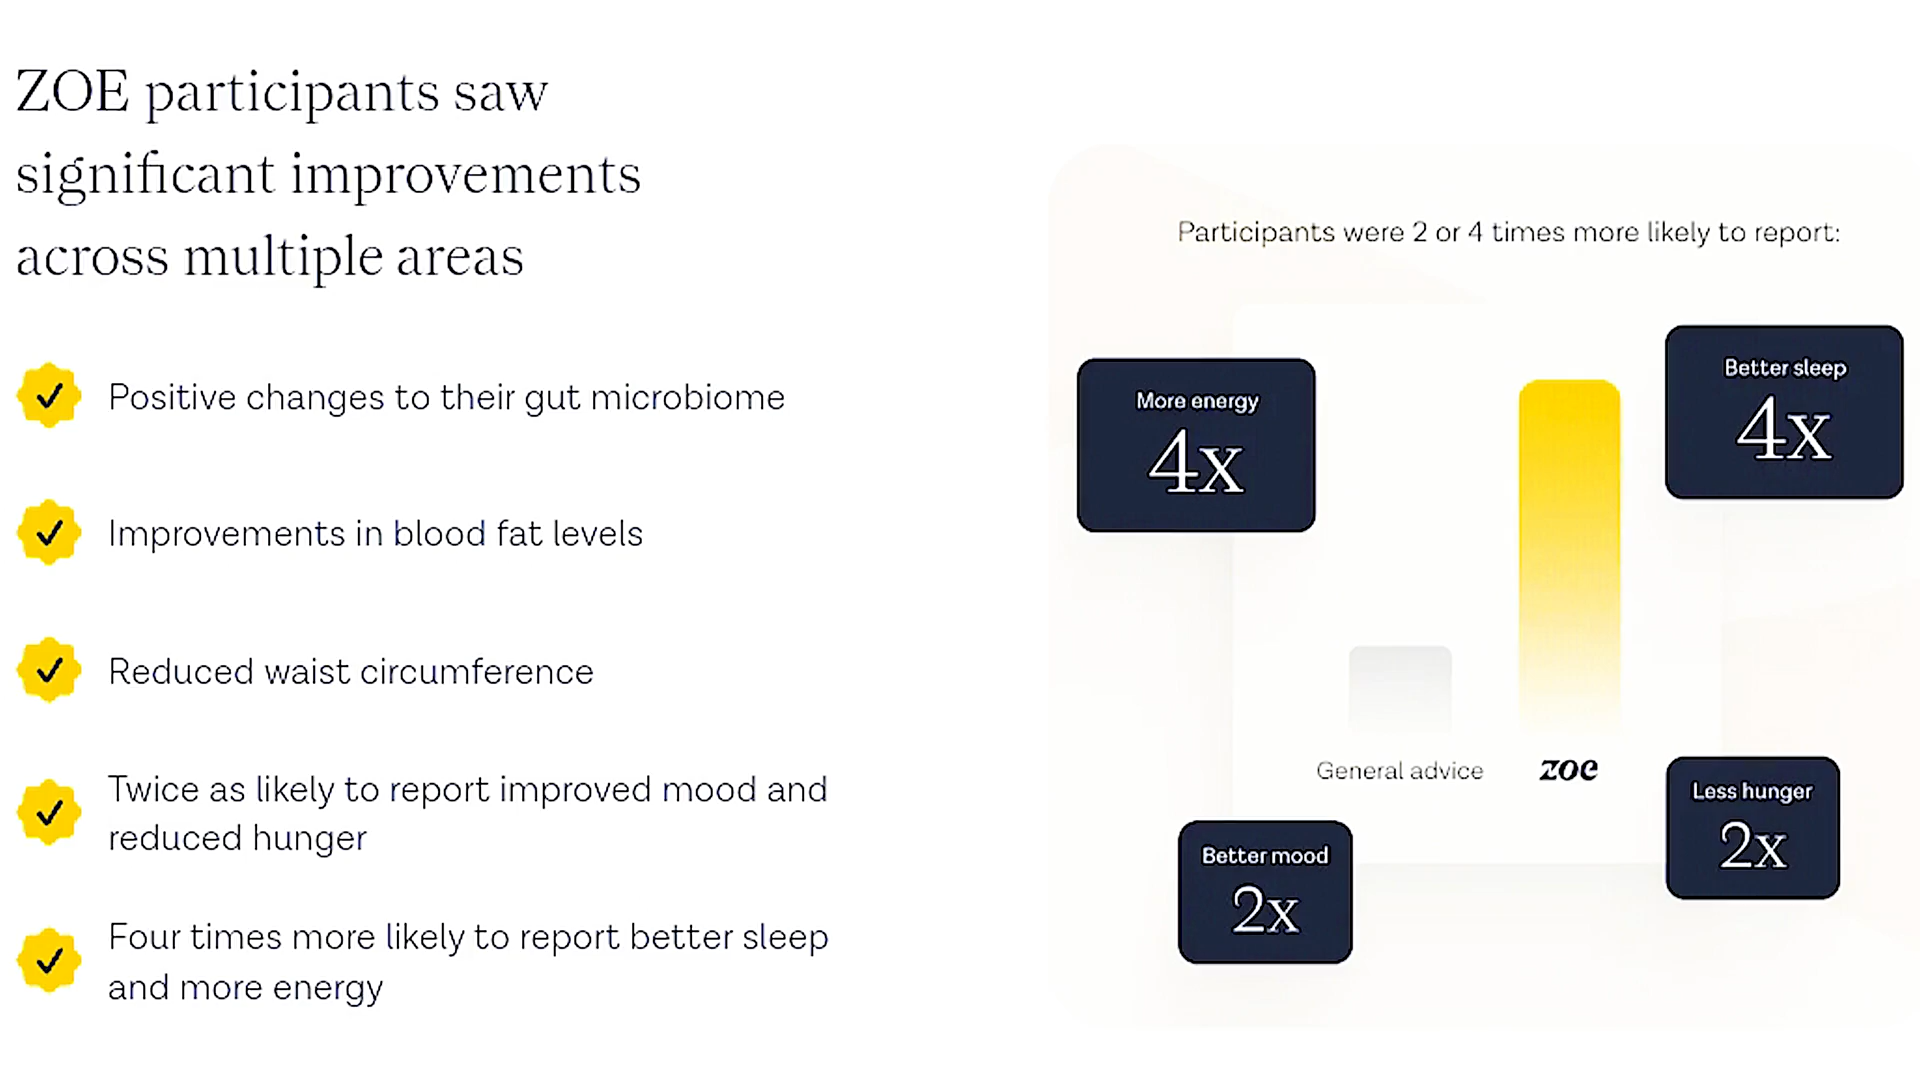 ZOE participants saw
significant improvements
across multiple areas
Positive changes to their gut microbiome
Improvements in blood fat levels
Reduced waist circumference
Twice as likely to report improved mood and
reduced hunger
Four times more likely to report better sleep
and more energy
Participants were 2 or 4 times more likely to report:
More energy
4x
Better sleep
4x
General advice
zoe
Better mood
2x
Less hunger
2x